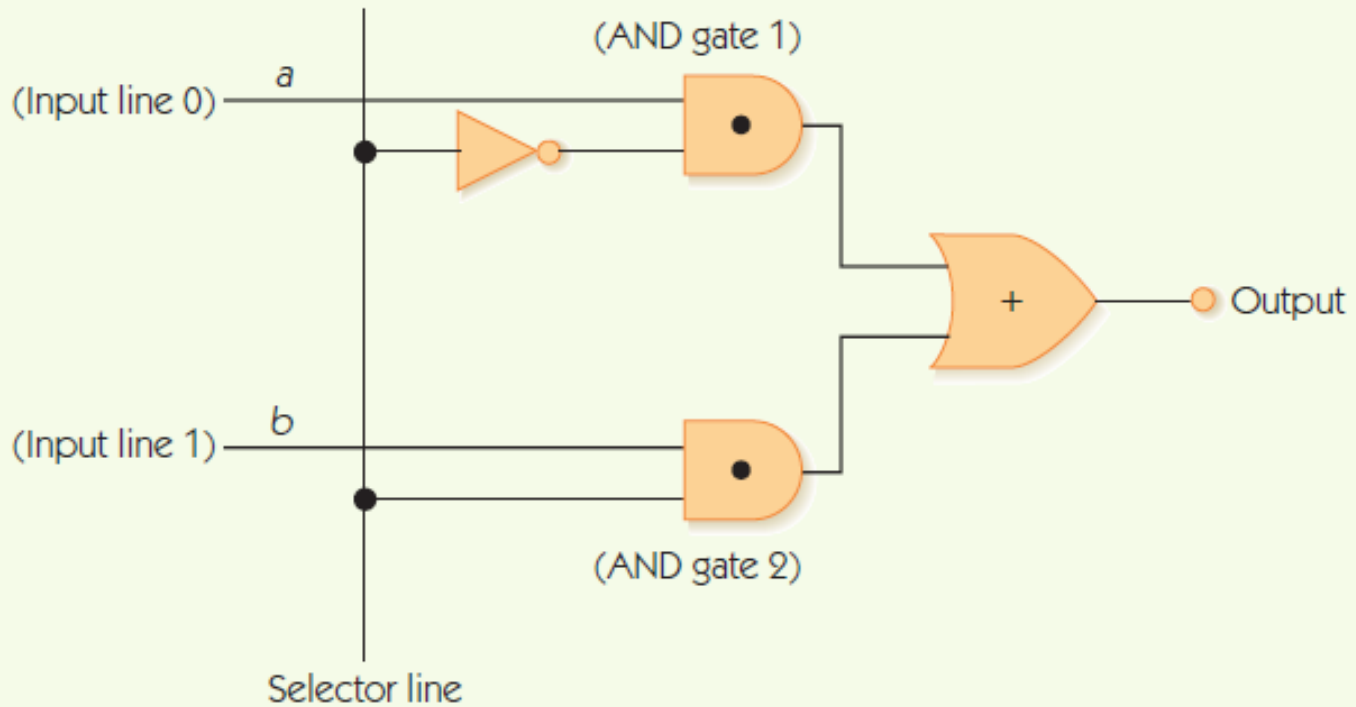 (AND gate 1)
a
(Input line 0)
+
Output
b
(Input line 1)
(AND gate 2)
Selector line